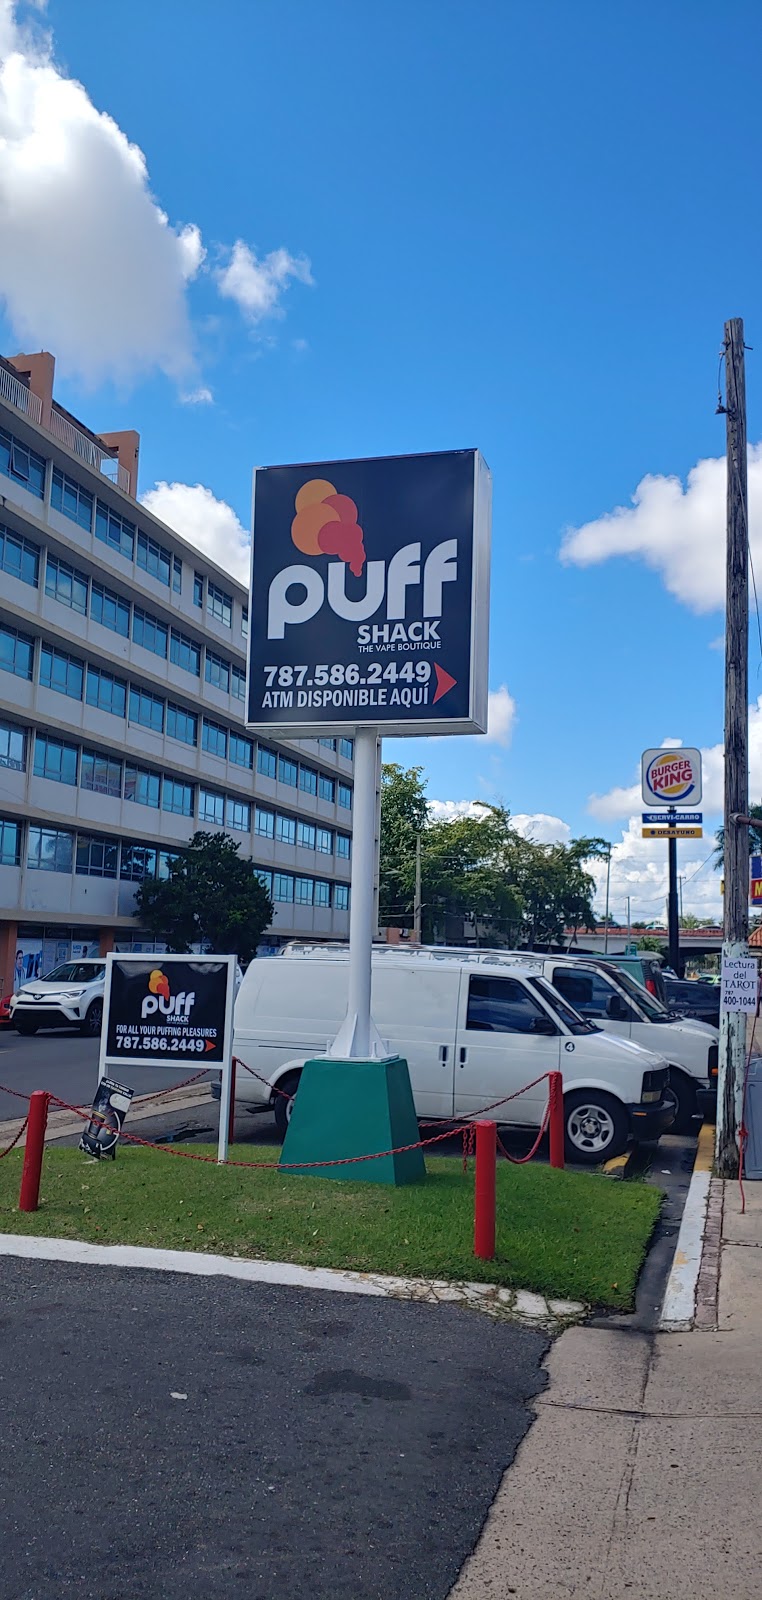 puff
SHACK
THE VAPE BOUTIQUE
787.586.2449
ATM DISPONIBLE AQUÍ
BURGER
KING
SERVI-CARRO
DESAYUNO
puff
SHACK
FOR ALL YOUR PUFFING PLEASURES
787.586.2449
Lectura
del
TAROT
787
400-1044
4
M